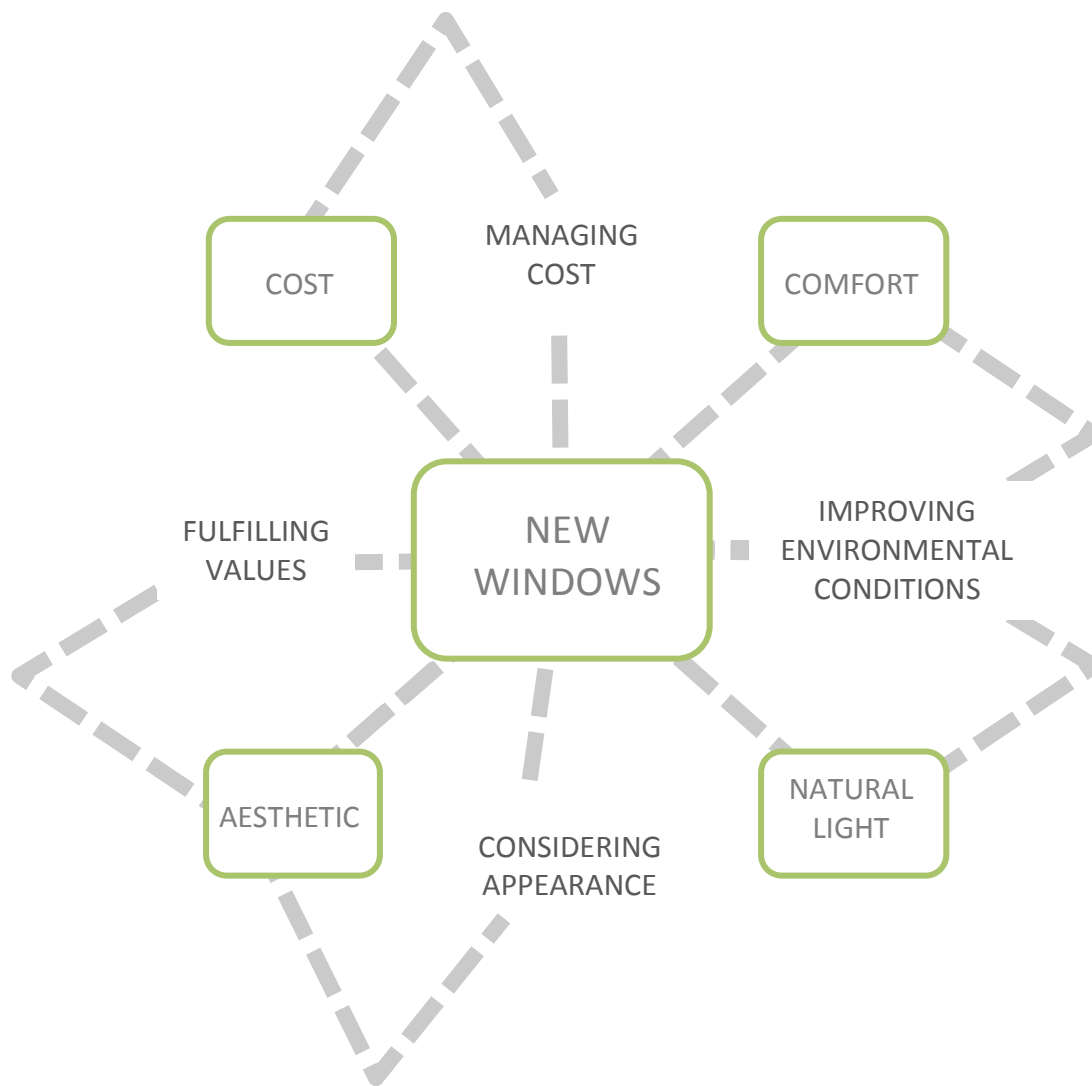 MANAGING
COST
COST
COMFORT
NEW
WINDOWS
FULFILLING
VALUES
IMPROVING
ENVIRONMENTAL
CONDITIONS
AESTHETIC
NATURAL
LIGHT
CONSIDERING
APPEARANCE